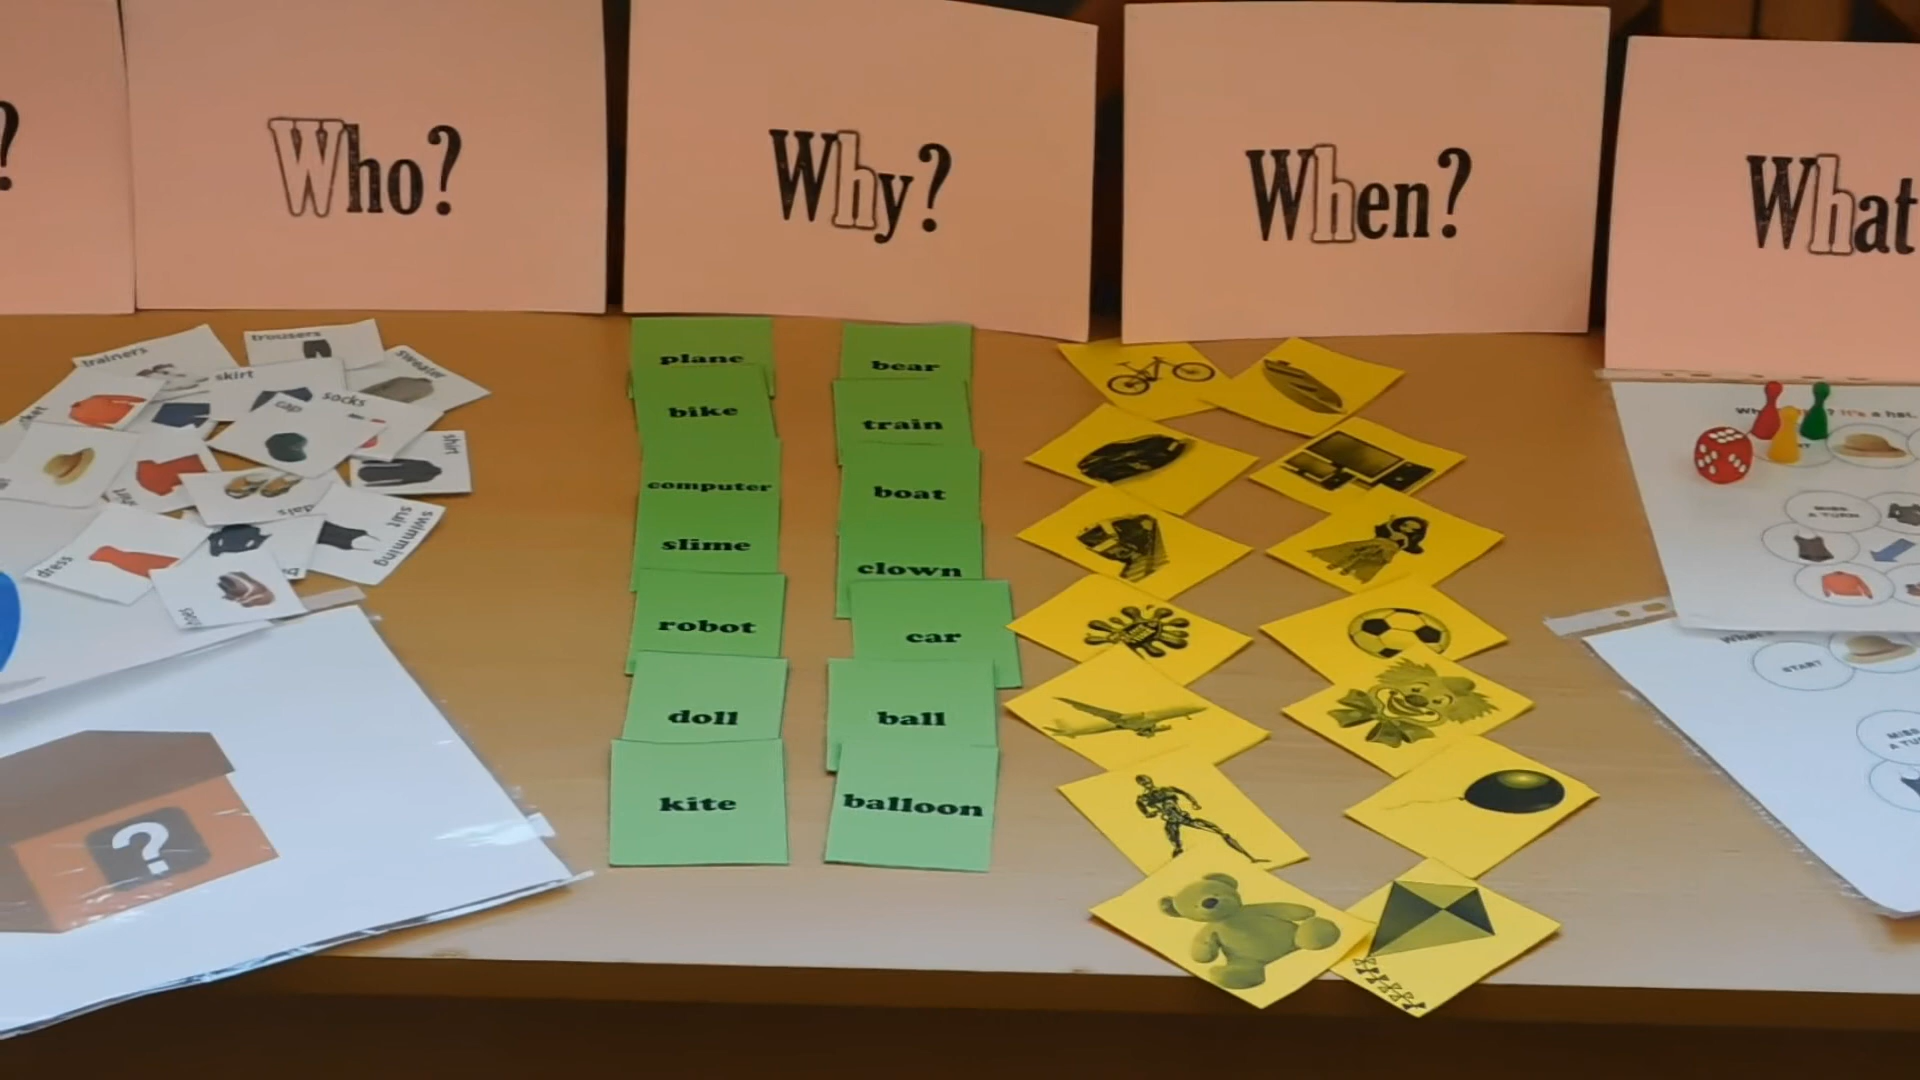 ?
Who?
Why?
When?
What
trainers
trousers
sweater
skirt
socks
cap
shirt
swimming
suit
dress
plane
bike
computer
slime
robot
doll
kite
bear
train
boat
clown
car
ball
balloon
? It's a hat.
MISS
A TURN
START
MISS
?